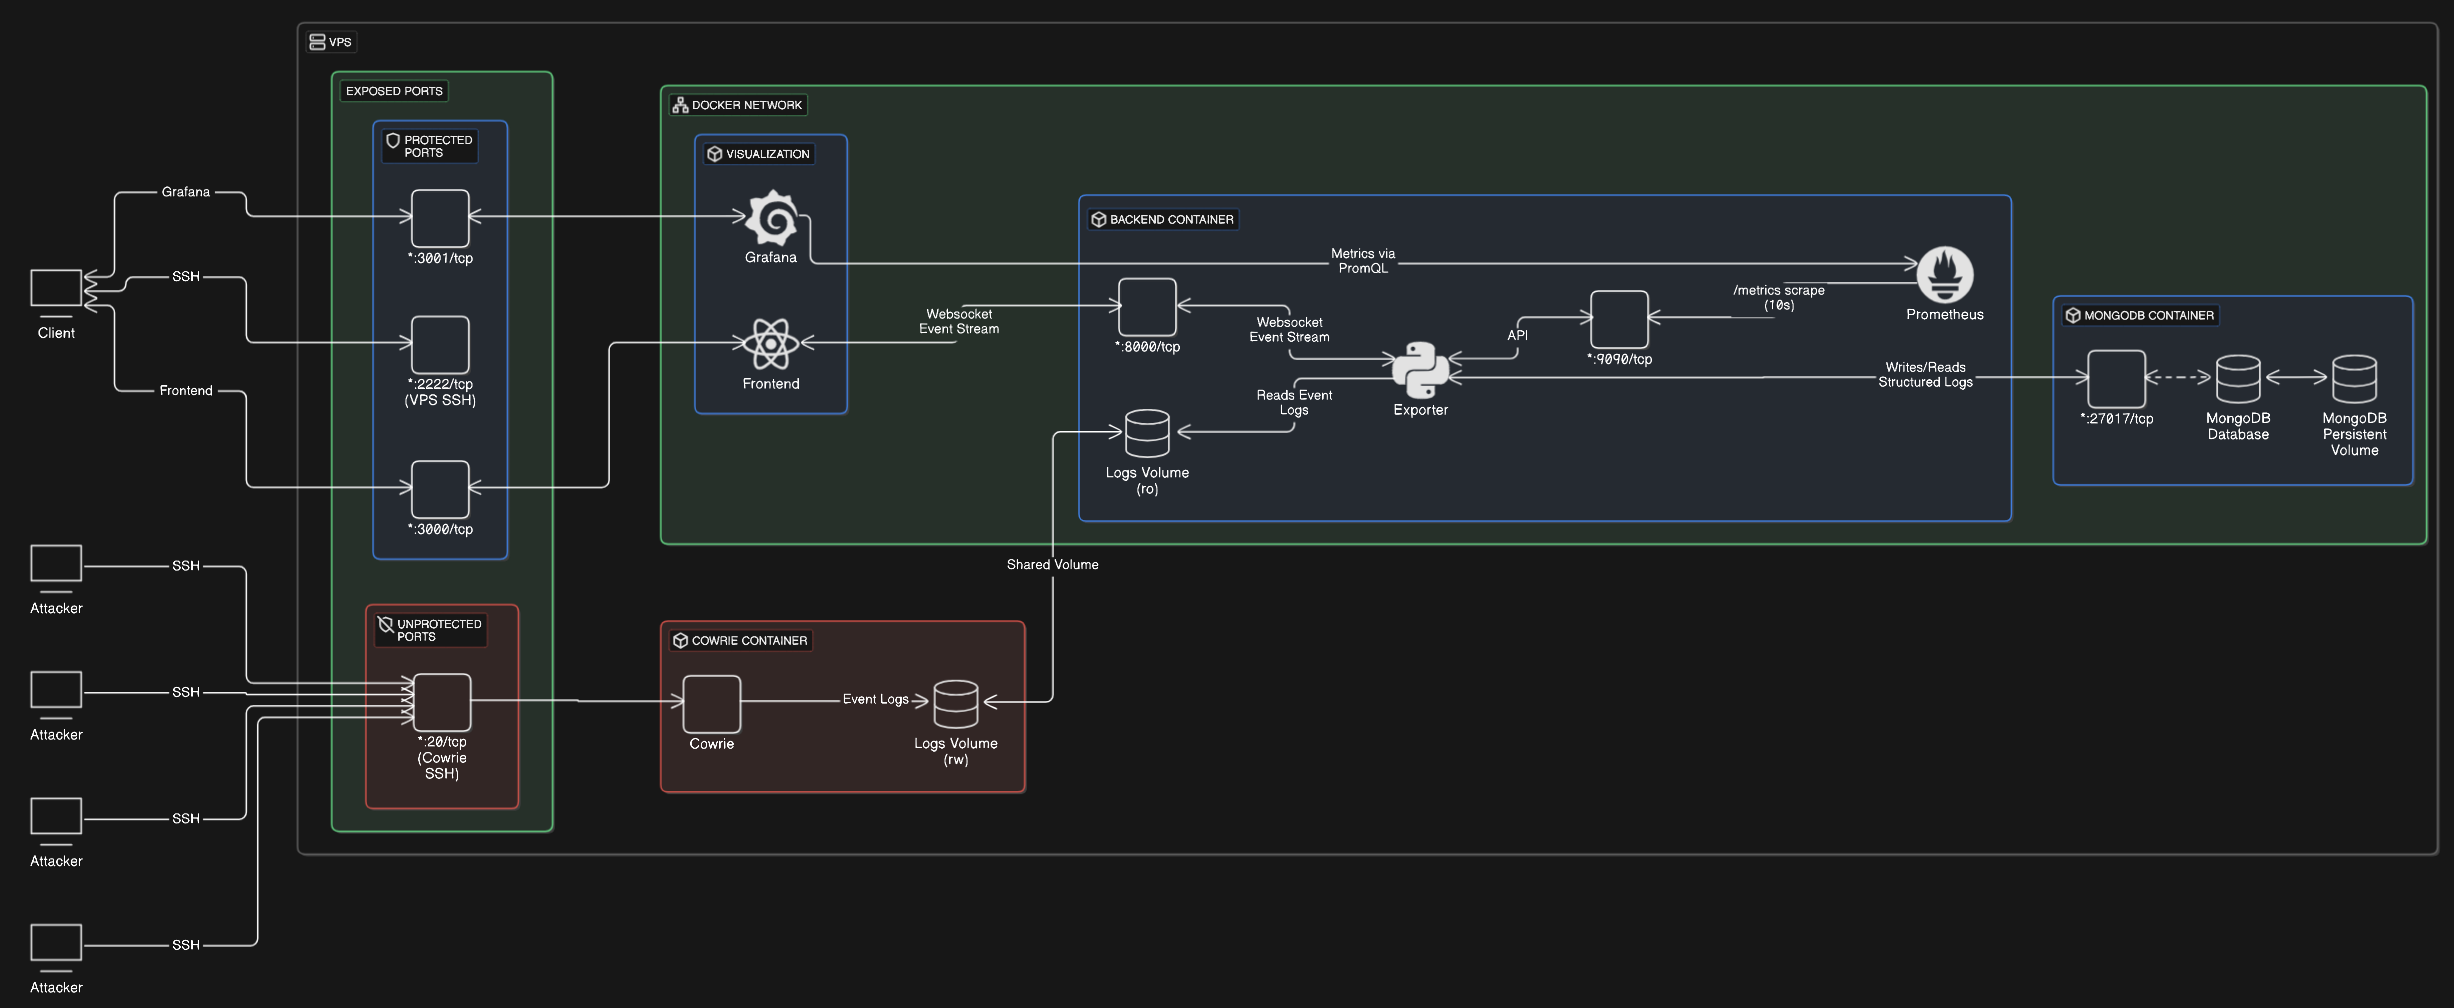 VPS
EXPOSED PORTS
PROTECTED
PORTS
*:3001/tcp
*:2222/tcp
(VPS SSH)
*:3000/tcp
Grafana
SSH
Frontend
Client
Attacker
SSH
Attacker
SSH
Attacker
SSH
Attacker
SSH
UNPROTECTED
PORTS
*:20/tcp
(Cowrie
SSH)
DOCKER NETWORK
VISUALIZATION
Grafana
Frontend
Websocket
Event Stream
BACKEND CONTAINER
Metrics via
PromQL
*:8000/tcp
Websocket
Event Stream
Reads Event
Logs
Logs Volume
(ro)
Exporter
API
*:9090/tcp
/metrics scrape
(10s)
Prometheus
Writes/Reads
Structured Logs
MONGODB CONTAINER
*:27017/tcp
MongoDB
Database
MongoDB
Persistent
Volume
Shared Volume
COWRIE CONTAINER
Cowrie
Event Logs
Logs Volume
(rw)